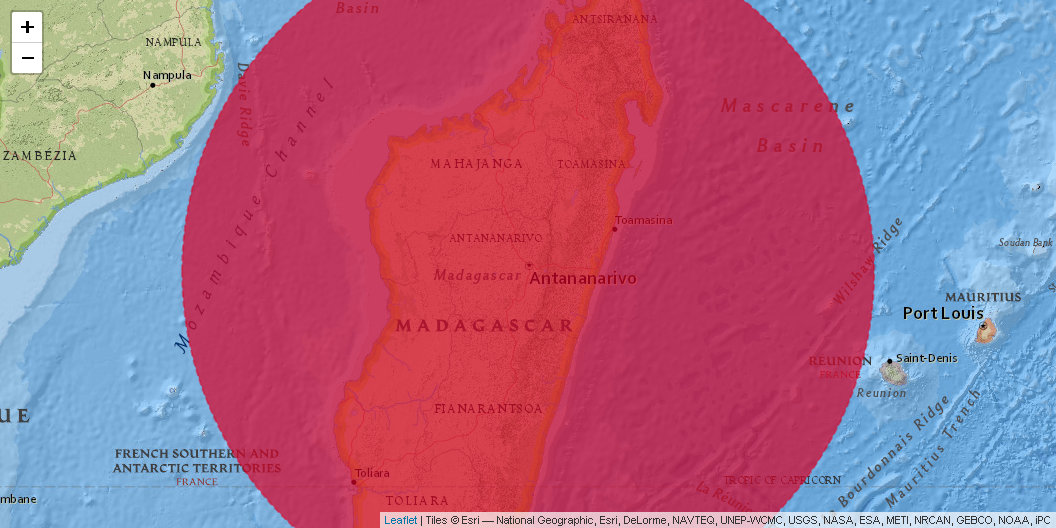 +
−
Basin
ANTSIRANANA
NAMPULA
Nampula
Davie Ridge
Mascarene
Basin
ZAMBÉZIA
MAHAJANGA
TOAMASINA
Mozambique Channel
Toamasina
ANTANANARIVO
Soudan Bank
Madagascar
Antananarivo
Wilshaw Ridge
MAURITIUS
Port Louis
MADAGASCAR
REUNION
FRANCE
Saint-Denis
Reunion
FIANARANTSOA
UE
FRENCH SOUTHERN AND
ANTARCTIC TERRITORIES
FRANCE
Bourdonnais Ridge
Mauritius Trench
Toliara
TROPIC OF CAPRICORN
mbane
TOLIARA
Leaflet | Tiles © Esri — National Geographic, Esri, DeLorme, NAVTEQ, UNEP-WCMC, USGS, NASA, ESA, METI, NRCAN, GEBCO, NOAA, iPC